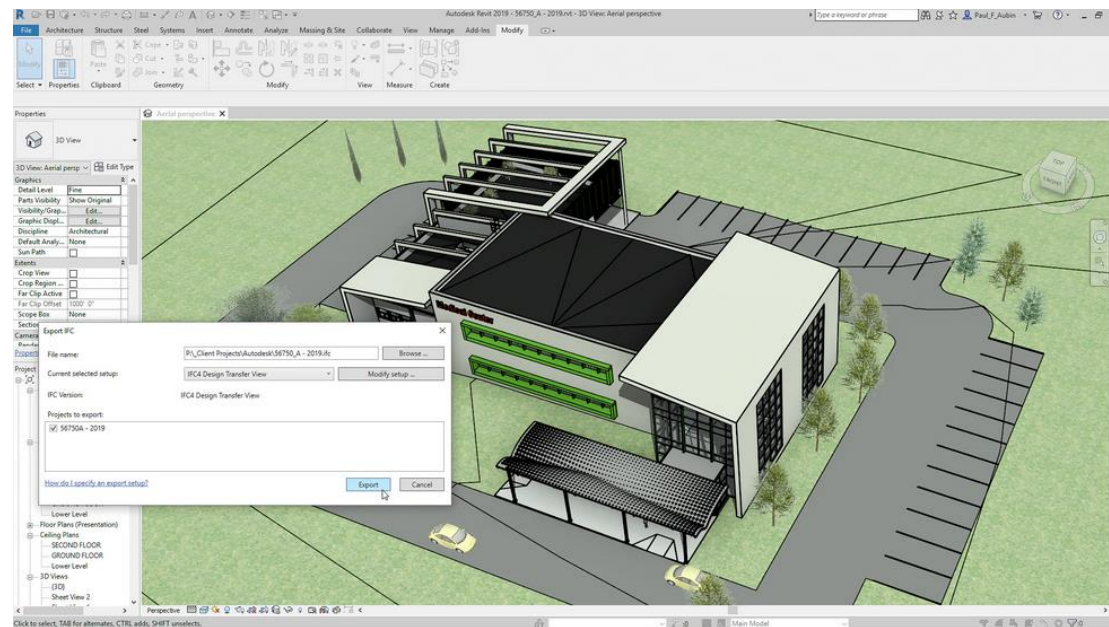 Autodesk Revit 2019 - 56750_A - 2019.rvt - 3D View: Aerial perspective
Type a keyword or phrase
Paul_F_Aubin
File Architecture Structure Steel Systems Insert Annotate Analyze Massing & Site Collaborate View Manage Add-Ins Modify
Modify
Paste
Cope
Cut
Join
Select Properties Clipboard Geometry Modify View Measure Create
Properties
Aerial perspective
3D View
3D View: Aerial persp
Edit Type
Graphics
Detail Level Fine
Parts Visibility Show Original
Visibility/Grap... Edit...
Graphic Displ... Edit...
Discipline Architectural
Default Analy... None
Sun Path
Extents
Crop View
Crop Region ...
Far Clip Active
Far Clip Offset 1000' 0"
Scope Box None
Section
Camera
Project
TOP
FRONT
Medical Center
Export IFC
File name:
P:\_Client Projects\Autodesk\56750_A - 2019.ifc
Browse ...
Current selected setup:
IFC4 Design Transfer View
Modify setup ...
IFC Version:
IFC4 Design Transfer View
Projects to export:
56750A - 2019
How do I specify an export setup?
Export
Cancel
Lower Level
Floor Plans (Presentation)
Ceiling Plans
SECOND FLOOR
GROUND FLOOR
Lower Level
3D Views
{3D}
Sheet View 2
Perspective
Click to select, TAB for alternates, CTRL adds, SHIFT unselects.
Main Model